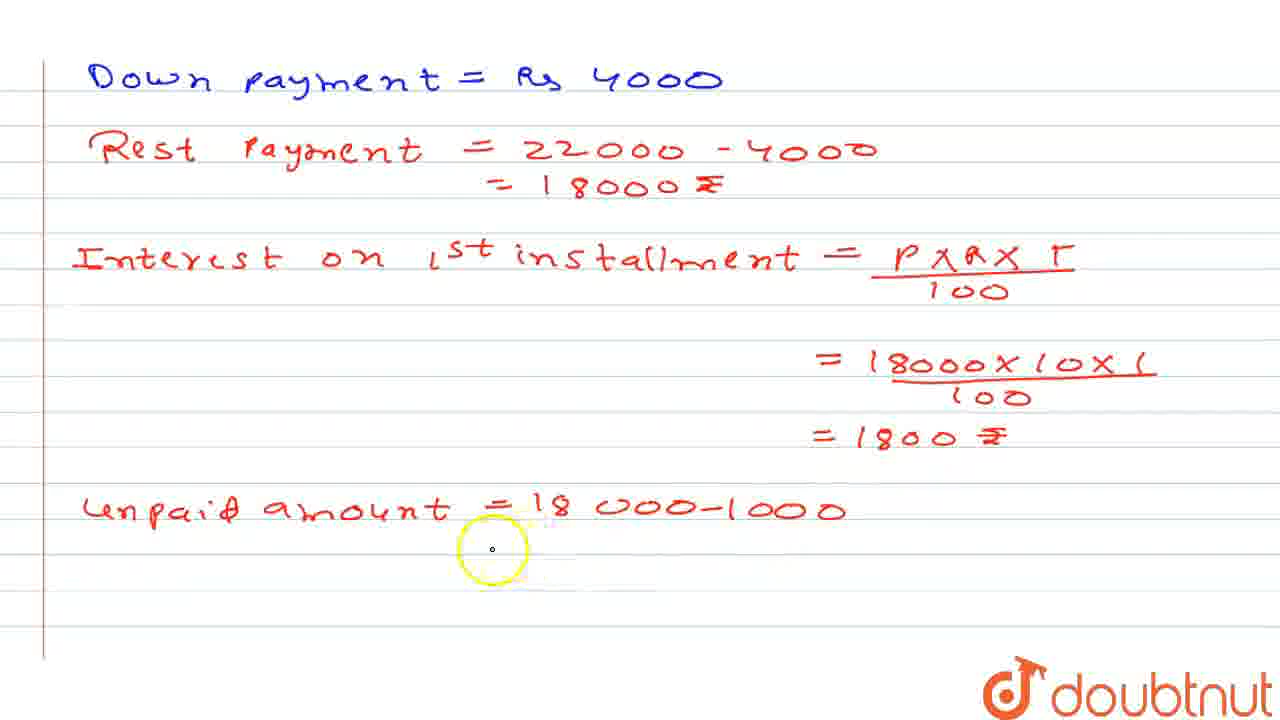 Down payment = Rs 4000
Rest Payment = 22000 - 4000
= 18000 ₹
Interest on 1st installment = P X R X T
100
= 18000 X 10 X 1
100
= 1800 ₹
unpaid amount = 18 000 - 1000
doubtnut